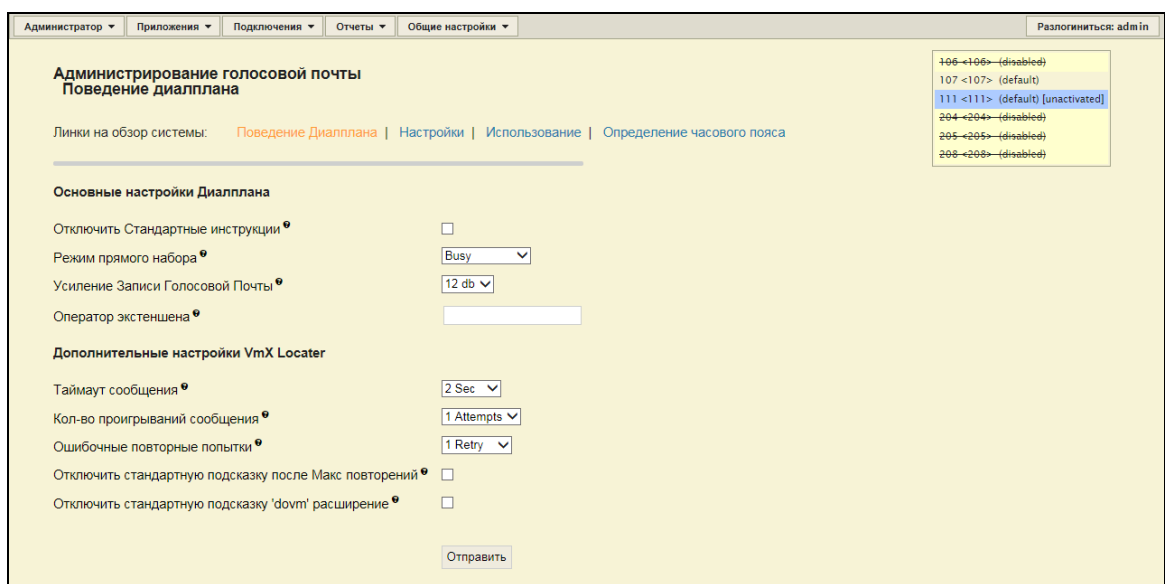 Администратор Приложения Подключения Отчеты Общие настройки Разлогиниться: admin
Администрирование голосовой почты
Поведение диалплана
Линки на обзор системы: Поведение Диалплана | Настройки | Использование | Определение часового пояса
106 <106> (disabled)
107 <107> (default)
111 <111> (default) [unactivated]
204 <204> (disabled)
205 <205> (disabled)
208 <208> (disabled)
Основные настройки Диалплана
Отключить Стандартные инструкции ?
Режим прямого набора ? Busy
Усиление Записи Голосовой Почты ? 12 db
Оператор экстеншена ?
Дополнительные настройки VmX Locater
Таймаут сообщения ? 2 Sec
Кол-во проигрываний сообщения ? 1 Attempts
Ошибочные повторные попытки ? 1 Retry
Отключить стандартную подсказку после Макс повторений ?
Отключить стандартную подсказку 'dovm' расширение ?
Отправить